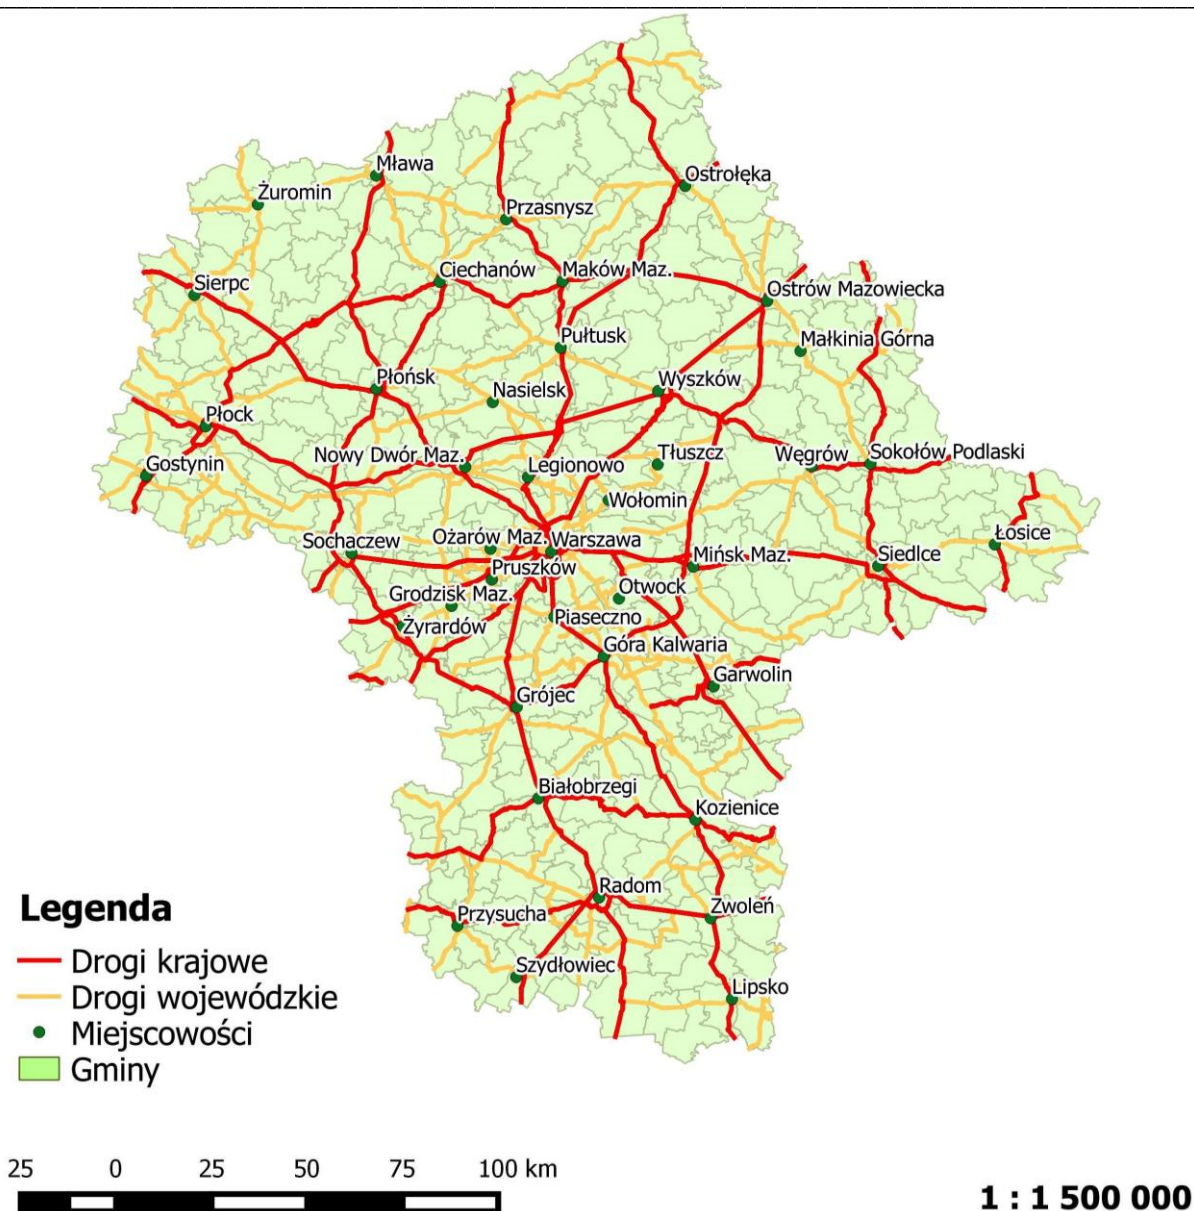 Mława
Ostrołęka
Żuromin
Przasnysz
Ciechanów
Maków Maz.
Sierpc
Ostrów Mazowiecka
Pułtusk
Małkinia Górna
Płońsk
Wyszków
Nasielsk
Płock
Nowy Dwór Maz.
Tłuszcz
Węgrów
Sokołów Podlaski
Gostynin
Legionowo
Wołomin
Sochaczew
Ożarów Maz.
Warszawa
Łosice
Mińsk Maz.
Siedlce
Pruszków
Grodzisk Maz.
Otwock
Żyrardów
Piaseczno
Góra Kalwaria
Garwolin
Grójec
Białobrzegi
Kozienice
Radom
Przysucha
Zwoleń
Szydłowiec
Lipsko
Legenda
Drogi krajowe
Drogi wojewódzkie
Miejscowości
Gminy
25 0 25 50 75 100 km
1 : 1 500 000